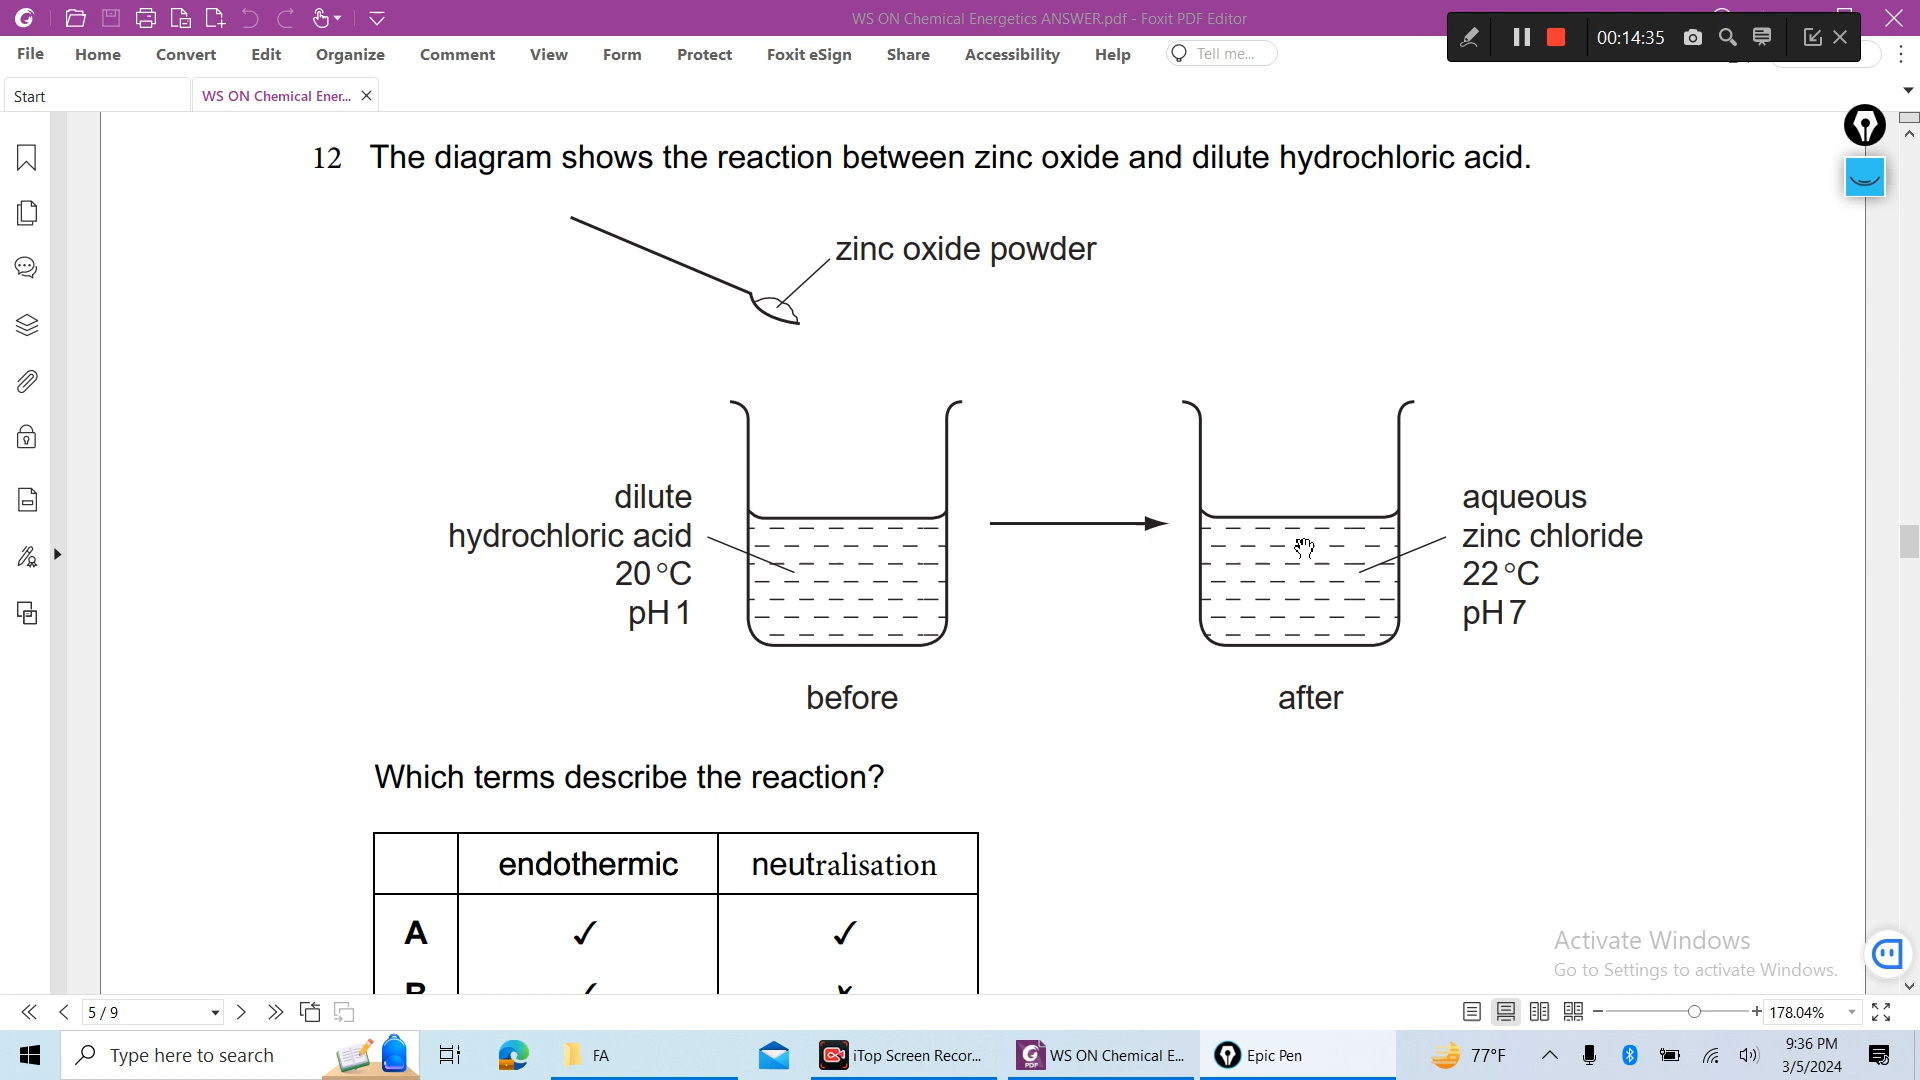 WS ON Chemical Energetics ANSWER.pdf - Foxit PDF Editor
00:14:35
File Home Convert Edit Organize Comment View Form Protect Foxit eSign Share Accessibility Help Tell me...
Start
WS ON Chemical Ener...
12 The diagram shows the reaction between zinc oxide and dilute hydrochloric acid.
zinc oxide powder
dilute
hydrochloric acid
20 °C
pH 1
aqueous
zinc chloride
22 °C
pH 7
before
after
Which terms describe the reaction?
endothermic neutralisation
A ✓ ✓
B ✓ ✗
Activate Windows
Go to Settings to activate Windows.
5 / 9
178.04%
Type here to search
FA
iTop Screen Recor...
WS ON Chemical E...
Epic Pen
77°F
9:36 PM
3/5/2024